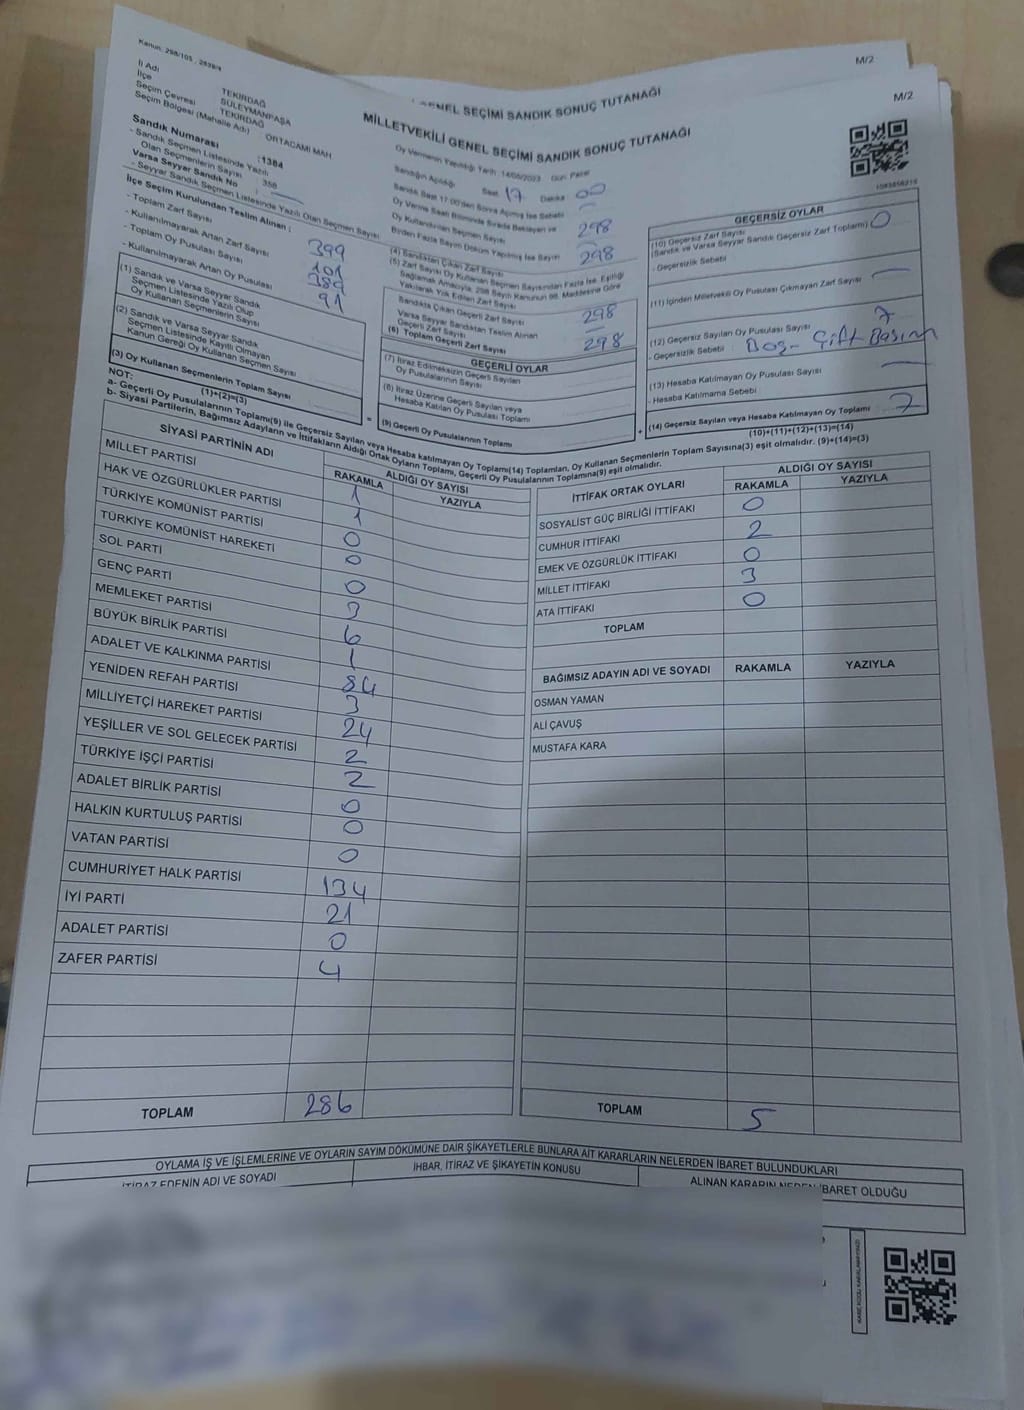 GENEL SEÇİMİ SANDIK SONUÇ TUTANAĞI
M/2
Kanun: 298/105 , 2839/4
M/2
MİLLETVEKİLİ GENEL SEÇİMİ SANDIK SONUÇ TUTANAĞI
İl Adı TEKİRDAĞ
İlçe SÜLEYMANPAŞA
Seçim Çevresi TEKİRDAĞ
Seçim Bölgesi (Mahalle Adı) ORTACAMİ MAH
Sandık Numarası :1384
- Sandık Seçmen Listesinde Yazılı
Olan Seçmenlerin Sayısı : 356
Varsa Seyyar Sandık No
- Seyyar Sandık Seçmen Listesinde Yazılı Olan Seçmen Sayısı
İlçe Seçim Kurulundan Teslim Alınan :
- Toplam Zarf Sayısı 399
- Kullanılmayarak Artan Zarf Sayısı 101
- Toplam Oy Pusulası Sayısı 389
- Kullanılmayarak Artan Oy Pusulası 91
(1) Sandık ve Varsa Seyyar Sandık
Seçmen Listesinde Yazılı Olup
Oy Kullanan Seçmenlerin Sayısı
(2) Sandık ve Varsa Seyyar Sandık
Seçmen Listesinde Kayıtlı Olmayan
Kanun Gereği Oy Kullanan Seçmen Sayısı
(3) Oy Kullanan Seçmenlerin Toplam Sayısı
(1)+(2)=(3)
Oy Vermenin Yapıldığı Tarih: 14/05/2023 Gün: Pazar
Sandığın Açıldığı Saat 17 Dakika 00
Sandık Saat 17:00'den Sonra Açılmış İse Sebebi
Oy Verme Saati Bitiminde Sırada Bekleyen ve
Oy Kullandırılan Seçmen Sayısı 298
Birden Fazla Sayım Döküm Yapılmış İse Sayısı
(4) Sandıktan Çıkan Zarf Sayısı 298
(5) Zarf Sayısı Oy Kullanan Seçmen Sayısından Fazla İse, Eşitliği
Sağlamak Amacıyla; 298 Sayılı Kanunun 98. Maddesine Göre
Yakılarak Yok Edilen Zarf Sayısı
Sandıkta Çıkan Geçerli Zarf Sayısı 298
Varsa Seyyar Sandıktan Teslim Alınan
Geçerli Zarf Sayısı
(6) Toplam Geçerli Zarf Sayısı 298
GEÇERLİ OYLAR
(7) İtiraz Edilmeksizin Geçerli Sayılan
Oy Pusulalarının Sayısı
(8) İtiraz Üzerine Geçerli Sayılan veya
Hesaba Katılan Oy Pusulası Toplamı
(9) Geçerli Oy Pusulalarının Toplamı
GEÇERSİZ OYLAR
(10) Geçersiz Zarf Sayısı 0
(Sandık ve Varsa Seyyar Sandık Geçersiz Zarf Toplamı)
- Geçersizlik Sebebi
(11) İçinden Milletvekili Oy Pusulası Çıkmayan Zarf Sayısı
(12) Geçersiz Sayılan Oy Pusulası Sayısı 7
- Geçersizlik Sebebi Boş - Çift Basım
(13) Hesaba Katılmayan Oy Pusulası Sayısı
- Hesaba Katılmama Sebebi
(14) Geçersiz Sayılan veya Hesaba Katılmayan Oy Toplamı 7
(10)+(11)+(12)+(13)=(14)
NOT:
a- Geçerli Oy Pusulalarının Toplamı(9) ile Geçersiz Sayılan veya Hesaba katılmayan Oy Toplamı(14) Toplamları, Oy Kullanan Seçmenlerin Toplam Sayısına(3) eşit olmalıdır. (9)+(14)=(3)
b- Siyasi Partilerin, Bağımsız Adayların ve İttifakların Aldığı Ortak Oyların Toplamı, Geçerli Oy Pusulalarının Toplamına(9) eşit olmalıdır.
SİYASİ PARTİNİN ADI ALDIĞI OY SAYISI
RAKAMLA YAZIYLA
MİLLET PARTİSİ 1
HAK VE ÖZGÜRLÜKLER PARTİSİ 1
TÜRKİYE KOMÜNİST PARTİSİ 0
TÜRKİYE KOMÜNİST HAREKETİ 0
SOL PARTİ 0
GENÇ PARTİ 3
MEMLEKET PARTİSİ 6
BÜYÜK BİRLİK PARTİSİ 1
ADALET VE KALKINMA PARTİSİ 84
YENİDEN REFAH PARTİSİ 3
MİLLİYETÇİ HAREKET PARTİSİ 24
YEŞİLLER VE SOL GELECEK PARTİSİ 2
TÜRKİYE İŞÇİ PARTİSİ 2
ADALET BİRLİK PARTİSİ 0
HALKIN KURTULUŞ PARTİSİ 0
VATAN PARTİSİ 0
CUMHURİYET HALK PARTİSİ 134
İYİ PARTİ 21
ADALET PARTİSİ 0
ZAFER PARTİSİ 4
TOPLAM 286
İTTİFAK ORTAK OYLARI ALDIĞI OY SAYISI
RAKAMLA YAZIYLA
SOSYALİST GÜÇ BİRLİĞİ İTTİFAKI 0
CUMHUR İTTİFAKI 2
EMEK VE ÖZGÜRLÜK İTTİFAKI 0
MİLLET İTTİFAKI 3
ATA İTTİFAKI 0
TOPLAM
BAĞIMSIZ ADAYIN ADI VE SOYADI RAKAMLA YAZIYLA
OSMAN YAMAN
ALİ ÇAVUŞ
MUSTAFA KARA
TOPLAM 5
OYLAMA İŞ VE İŞLEMLERİNE VE OYLARIN SAYIM DÖKÜMÜNE DAİR ŞİKAYETLERLE BUNLARA AİT KARARLARIN NELERDEN İBARET BULUNDUKLARI
İTİRAZ EDENİN ADI VE SOYADI İHBAR, İTİRAZ VE ŞİKAYETİN KONUSU ALINAN KARARIN NEDEN İBARET OLDUĞU